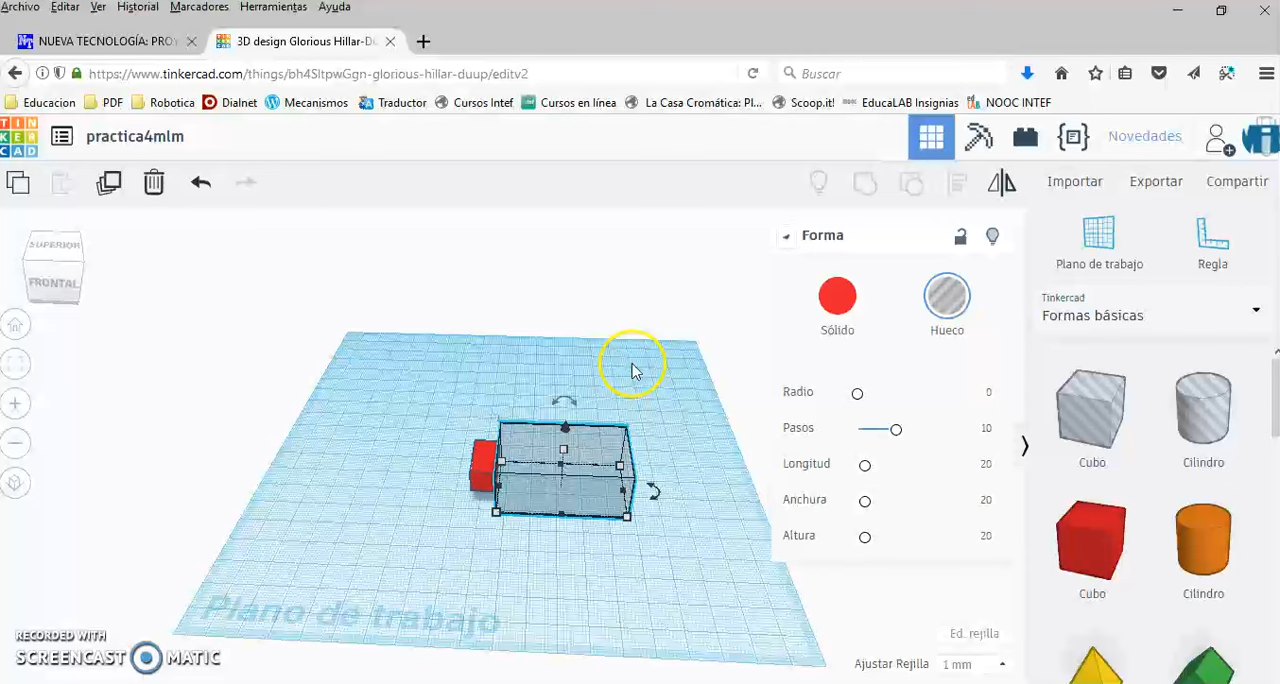 Archivo Editar Ver Historial Marcadores Herramientas Ayuda
NUEVA TECNOLOGÍA: PRO
3D design Glorious Hillar-Du
https://www.tinkercad.com/things/bh4SltpwGgn-glorious-hillar-duup/editv2
Buscar
Educacion PDF Robotica Dialnet Mecanismos Traductor Cursos Intef Cursos en línea La Casa Cromática: Pl... Scoop.it! EducaLAB Insignias NOOC INTEF
TIN
KER
CAD
practica4mlm
Novedades
Importar Exportar Compartir
SUPERIOR
FRONTAL
Forma
Sólido Hueco
Radio 0
Pasos 10
Longitud 20
Anchura 20
Altura 20
Plano de trabajo Regla
Tinkercad
Formas básicas
Cubo Cilindro
Cubo Cilindro
Plano de trabajo
Ed. rejilla
Ajustar Rejilla 1 mm
RECORDED WITH
SCREENCAST MATIC